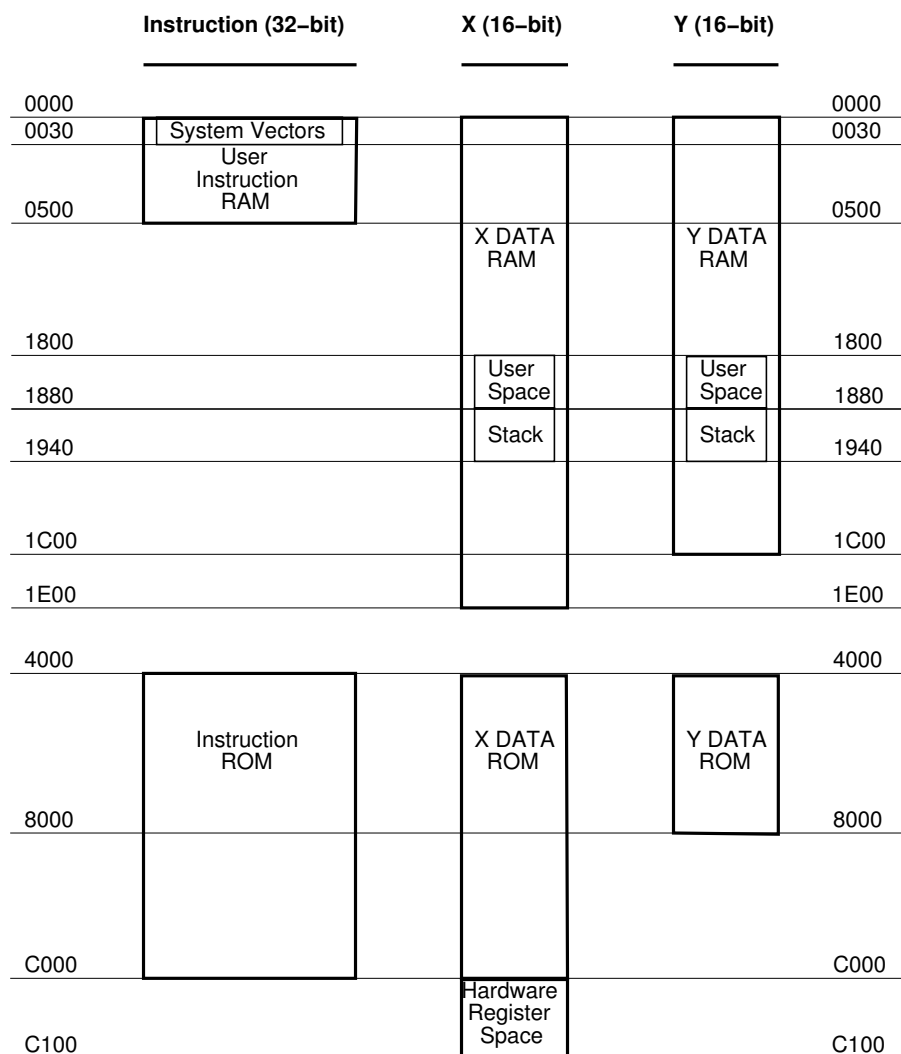 Instruction (32−bit) X (16−bit) Y (16−bit)
0000 0000
System Vectors
0030 0030
User
Instruction
RAM
0500 0500
X DATA Y DATA
RAM RAM
1800 1800
User User
Space Space
1880 1880
Stack Stack
1940 1940
1C00 1C00
1E00 1E00
4000 4000
Instruction X DATA Y DATA
ROM ROM ROM
8000 8000
C000 C000
Hardware
Register
Space
C100 C100